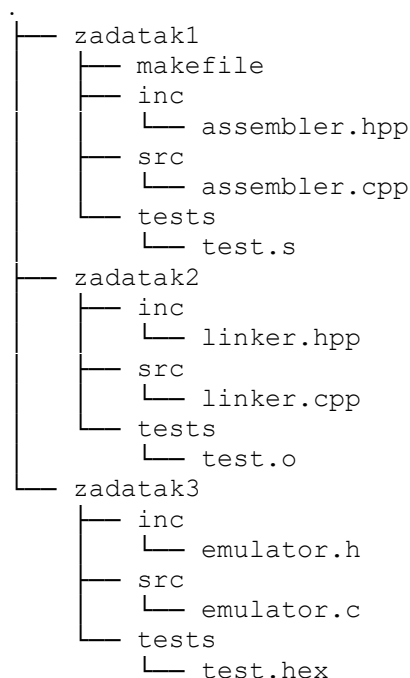 .
├── zadatak1
│   ├── makefile
│   ├── inc
│   │   └── assembler.hpp
│   ├── src
│   │   └── assembler.cpp
│   └── tests
│       └── test.s
├── zadatak2
│   ├── inc
│   │   └── linker.hpp
│   ├── src
│   │   └── linker.cpp
│   └── tests
│       └── test.o
└── zadatak3
    ├── inc
    │   └── emulator.h
    ├── src
    │   └── emulator.c
    └── tests
        └── test.hex